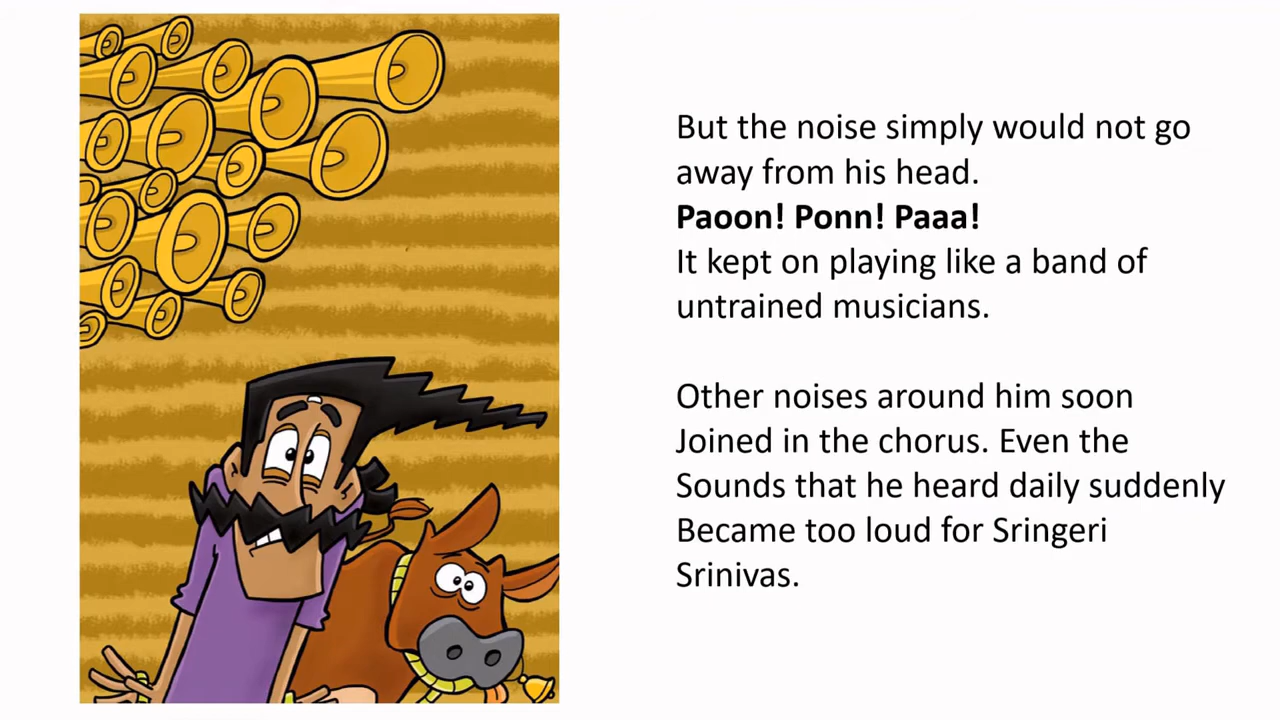 But the noise simply would not go
away from his head.
Paoon! Ponn! Paaa!
It kept on playing like a band of
untrained musicians.
Other noises around him soon
Joined in the chorus. Even the
Sounds that he heard daily suddenly
Became too loud for Sringeri
Srinivas.